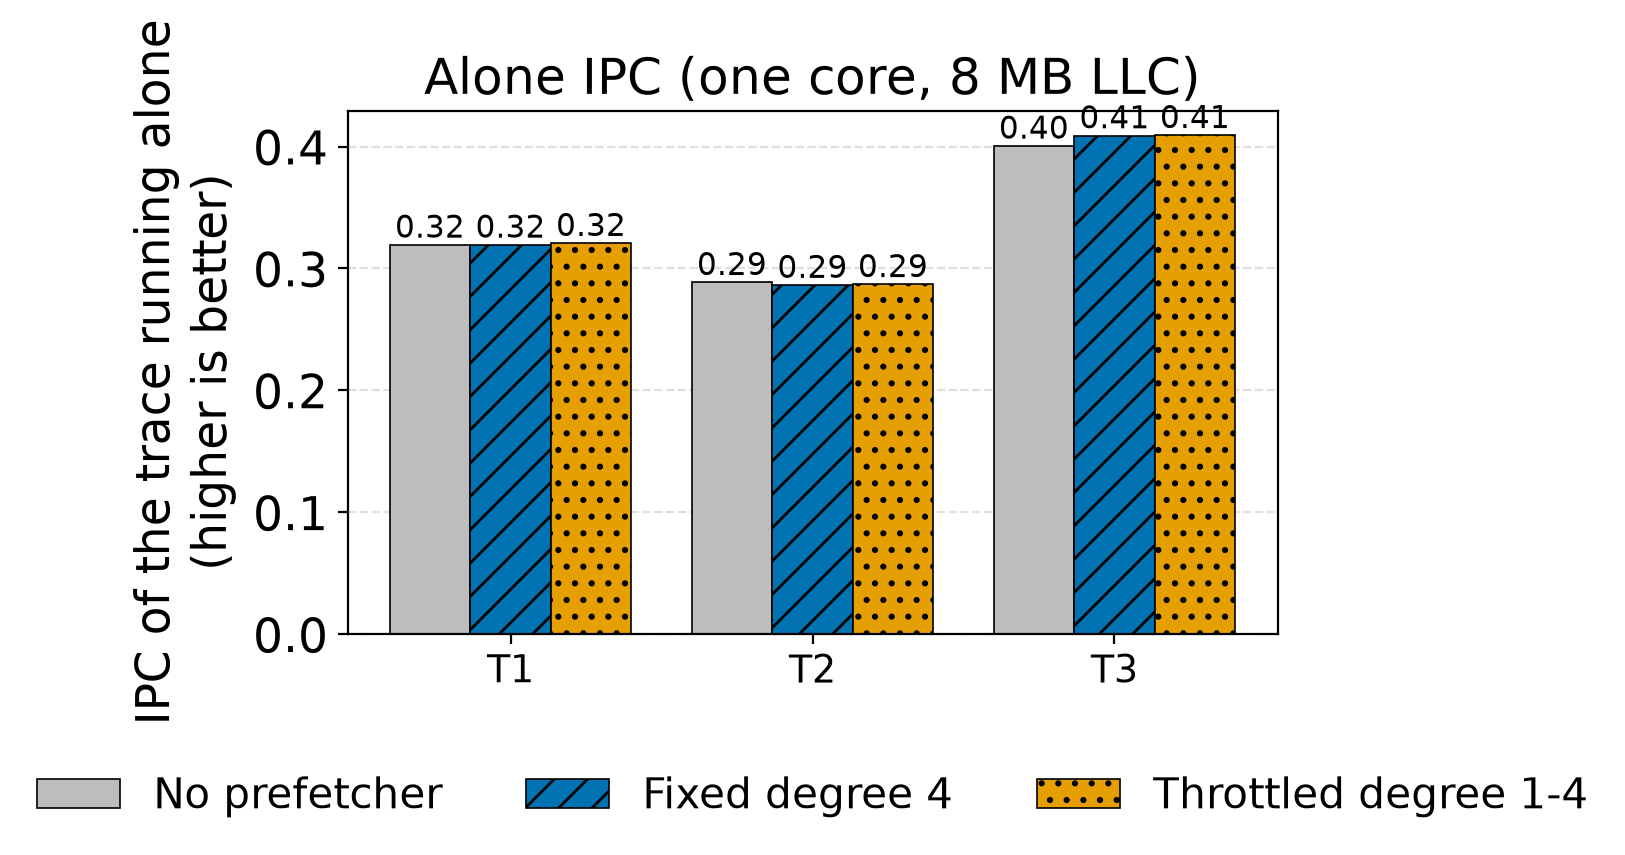 Alone IPC (one core, 8 MB LLC)
IPC of the trace running alone
(higher is better)
0.4
0.3
0.2
0.1
0.0
0.32 0.32 0.32
0.29 0.29 0.29
0.40 0.41 0.41
T1 T2 T3
No prefetcher Fixed degree 4 Throttled degree 1-4